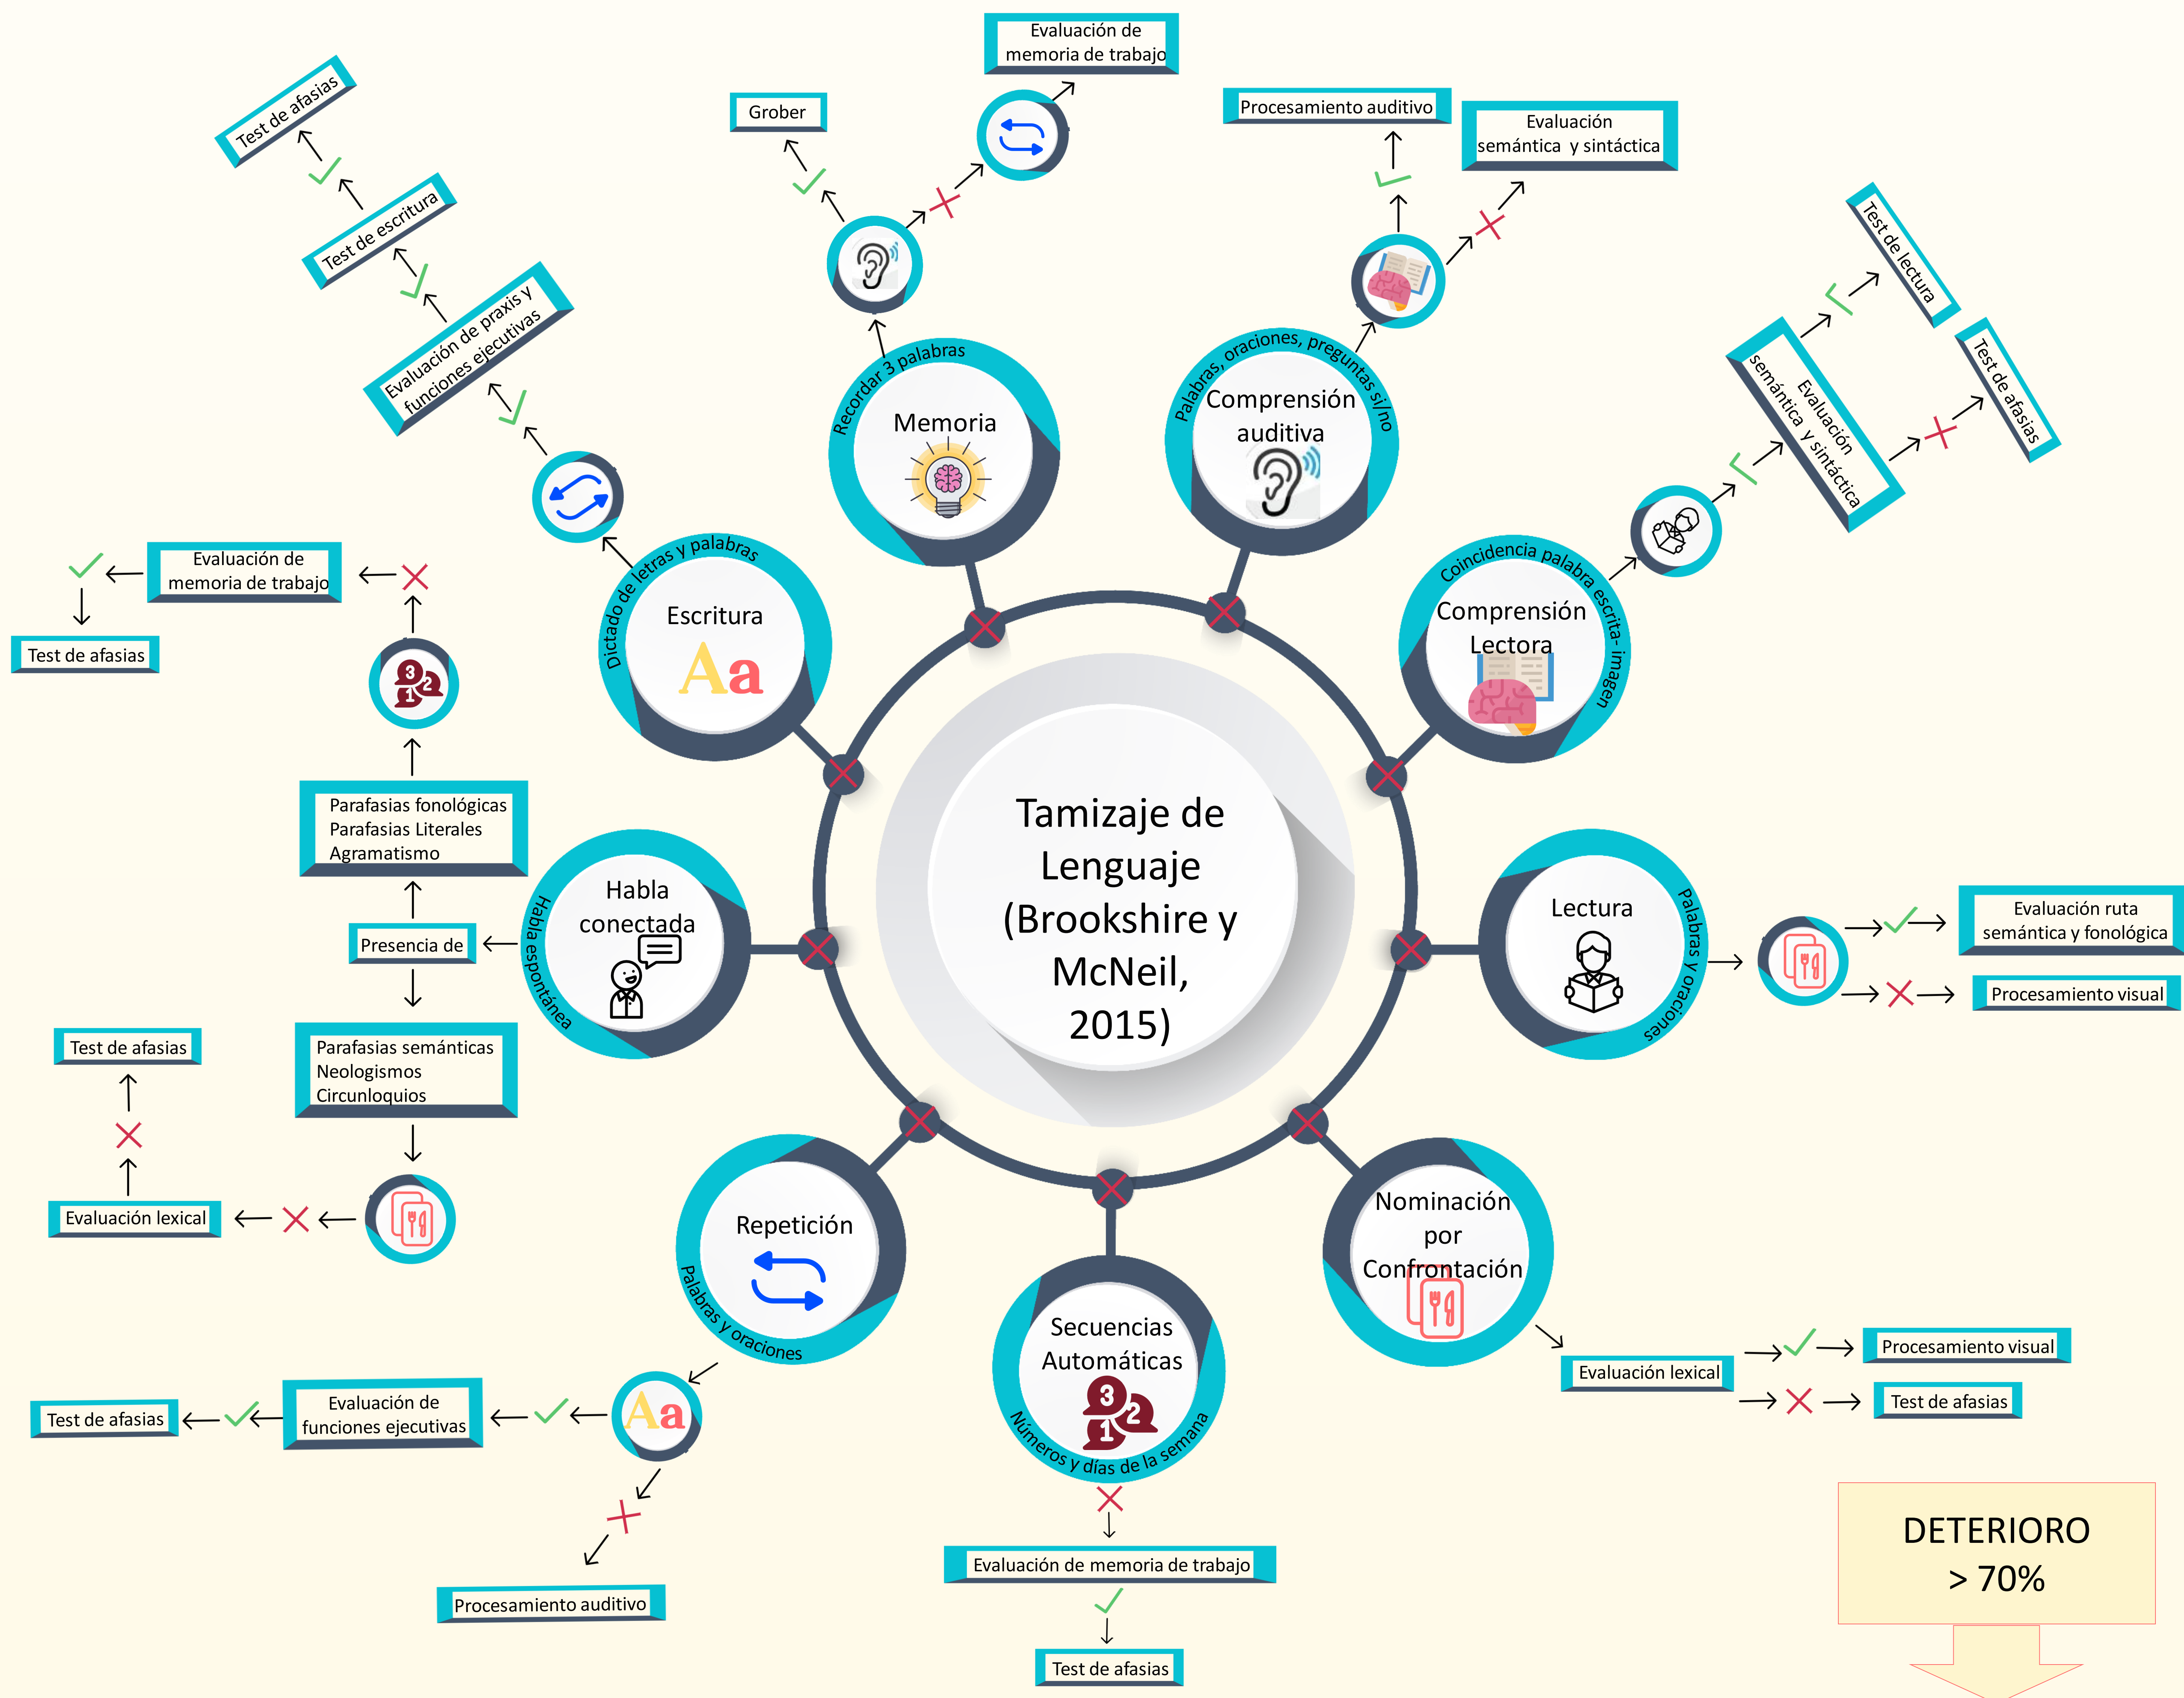 Evaluación de
memoria de trabajo
Grober
Procesamiento auditivo
Evaluación
semántica y sintáctica
Test de afasias
Test de escritura
Evaluación de praxis y
funciones ejecutivas
Test de lectura
Test de afasias
Evaluación
semántica y sintáctica
Recordar 3 palabras
Memoria
Palabras, oraciones, preguntas si/no
Comprensión
auditiva
Dictado de letras y palabras
Escritura
Aa
Coincidencia palabra escrita- imagen
Comprensión
Lectora
Evaluación de
memoria de trabajo
Test de afasias
3
2
1
Parafasias fonológicas
Parafasias Literales
Agramatismo
Presencia de
Habla
conectada
Habla espontánea
Parafasias semánticas
Neologismos
Circunloquios
Test de afasias
Evaluación lexical
Tamizaje de
Lenguaje
(Brookshire y
McNeil,
2015)
Lectura
Palabras y oraciones
Evaluación ruta
semántica y fonológica
Procesamiento visual
Repetición
Palabras y oraciones
Aa
Evaluación de
funciones ejecutivas
Test de afasias
Procesamiento auditivo
Secuencias
Automáticas
3
2
1
Números y días de la semana
Evaluación de memoria de trabajo
Test de afasias
Nominación
por
Confrontación
Evaluación lexical
Procesamiento visual
Test de afasias
DETERIORO
> 70%